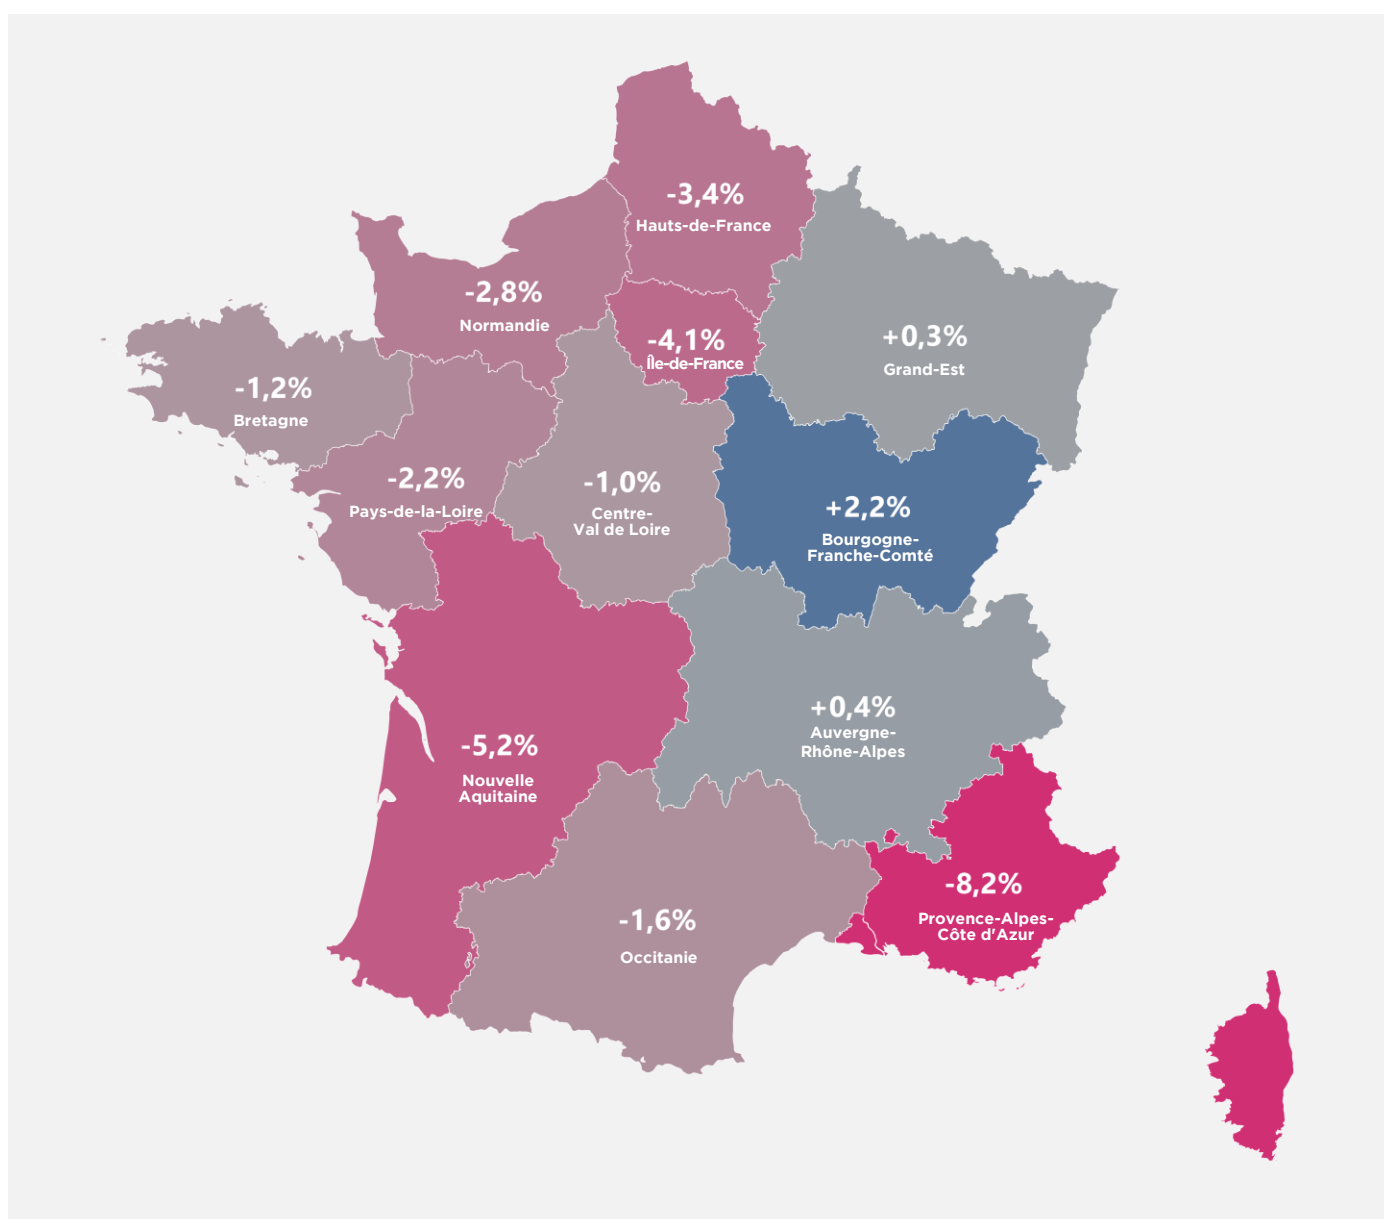 -3,4%
Hauts-de-France
-2,8%
Normandie
-4,1%
Île-de-France
+0,3%
Grand-Est
-1,2%
Bretagne
-2,2%
Pays-de-la-Loire
-1,0%
Centre-
Val de Loire
+2,2%
Bourgogne-
Franche-Comté
+0,4%
Auvergne-
Rhône-Alpes
-5,2%
Nouvelle
Aquitaine
-8,2%
Provence-Alpes-
Côte d'Azur
-1,6%
Occitanie